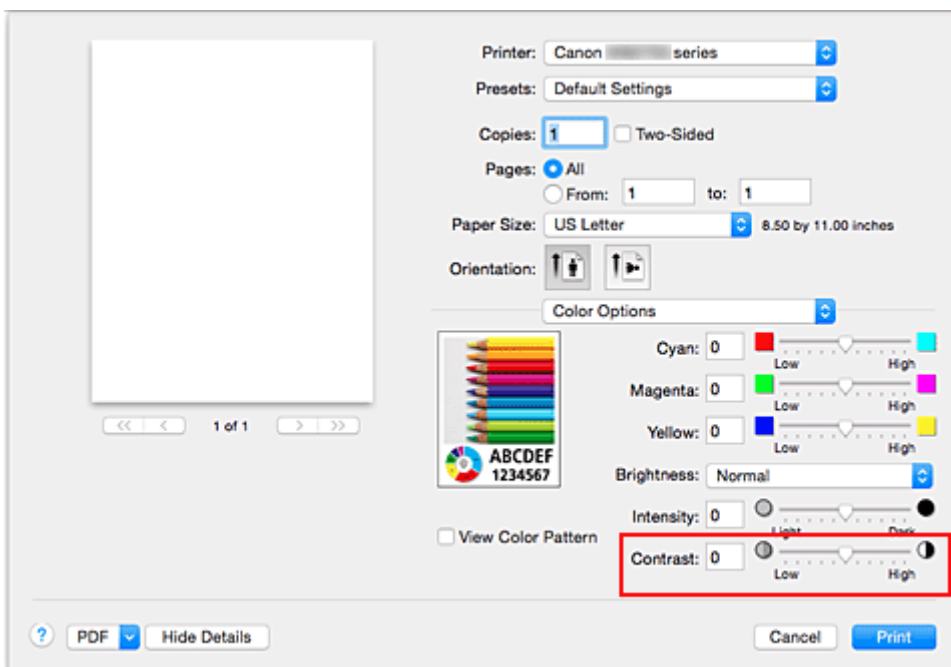 Printer: Canon series
Presets: Default Settings
Copies: 1 Two-Sided
Pages: All
From: 1 to: 1
Paper Size: US Letter 8.50 by 11.00 inches
Orientation:
Color Options
Cyan: 0
Low High
Magenta: 0
Low High
Yellow: 0
Low High
ABCDEF
1234567
Brightness: Normal
Intensity: 0
Light Dark
View Color Pattern
Contrast: 0
Low High
1 of 1
? PDF Hide Details Cancel Print